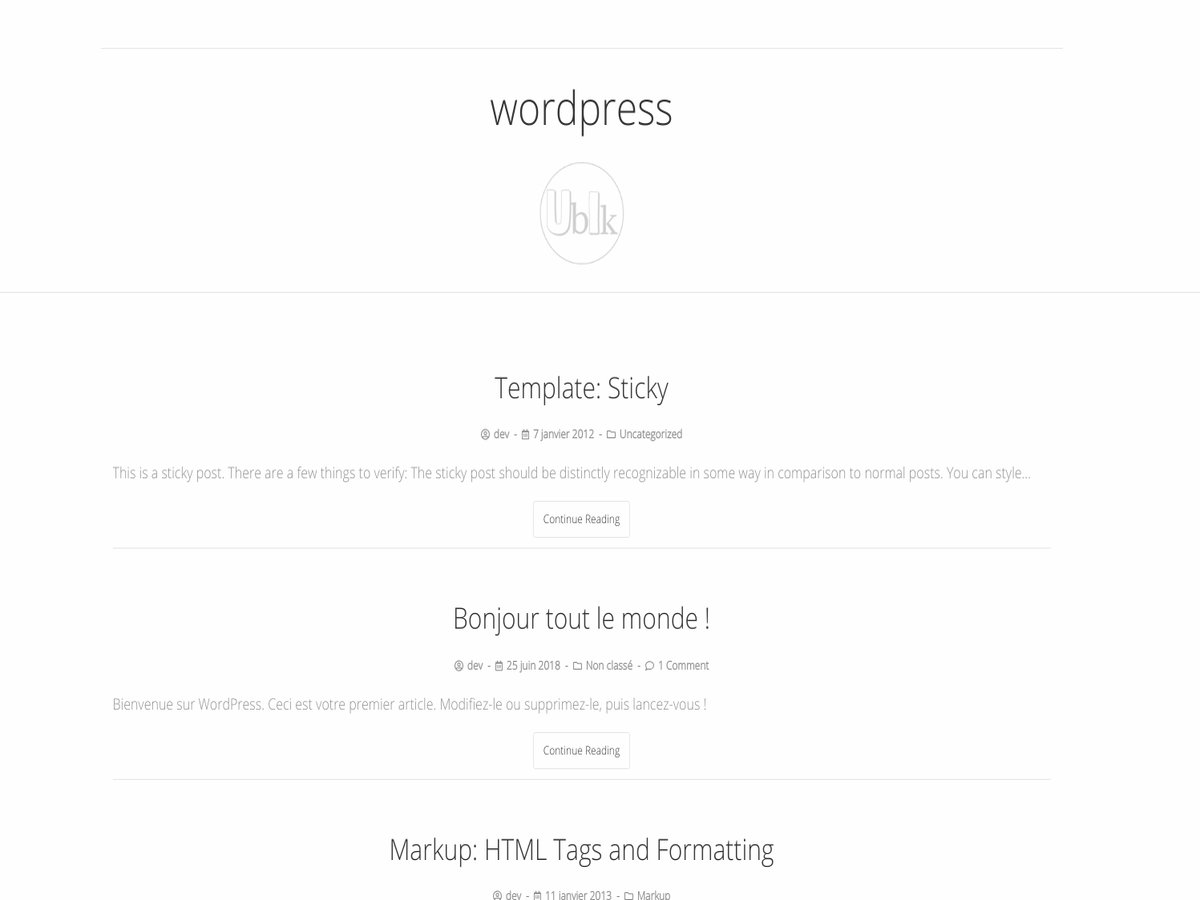 wordpress
Ublk
Template: Sticky
dev - 7 janvier 2012 - Uncategorized
This is a sticky post. There are a few things to verify: The sticky post should be distinctly recognizable in some way in comparison to normal posts. You can style...
Continue Reading
Bonjour tout le monde !
dev - 25 juin 2018 - Non classé - 1 Comment
Bienvenue sur WordPress. Ceci est votre premier article. Modifiez-le ou supprimez-le, puis lancez-vous !
Continue Reading
Markup: HTML Tags and Formatting
dev - 11 janvier 2013 - Markup